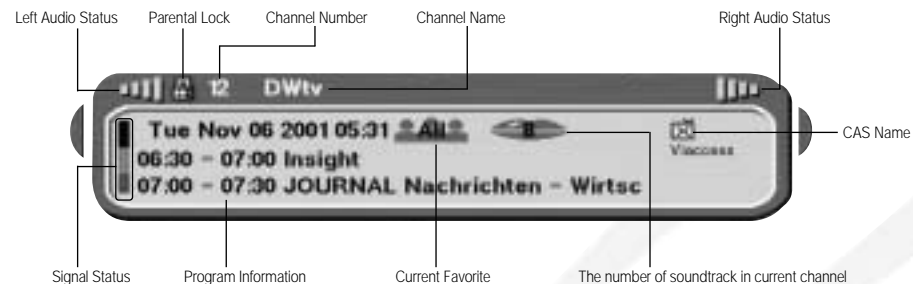 Left Audio Status Parental Lock Channel Number Channel Name Right Audio Status
12 DWtv
Tue Nov 06 2001 05:31 All II
Viaccess
CAS Name
06:30 - 07:00 Insight
07:00 - 07:30 JOURNAL Nachrichten - Wirtsc
Signal Status Program Information Current Favorite The number of soundtrack in current channel